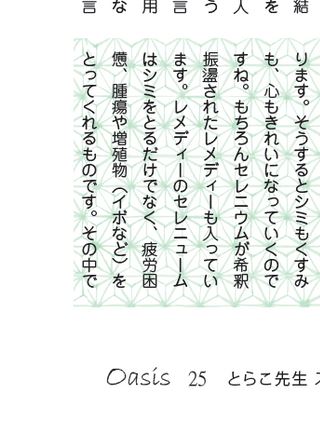 結
を
人
う
言
用
な
言
ります。そうするとシミもくすみ
も、心もきれいになっていくので
すね。もちろんセレニウムが希釈
振盪されたレメディーも入ってい
ます。レメディーのセレニューム
はシミをとるだけでなく、疲労困
憊、腫瘍や増殖物（イボなど）を
とってくれるものです。その中で
Oasis 25 とらこ先生